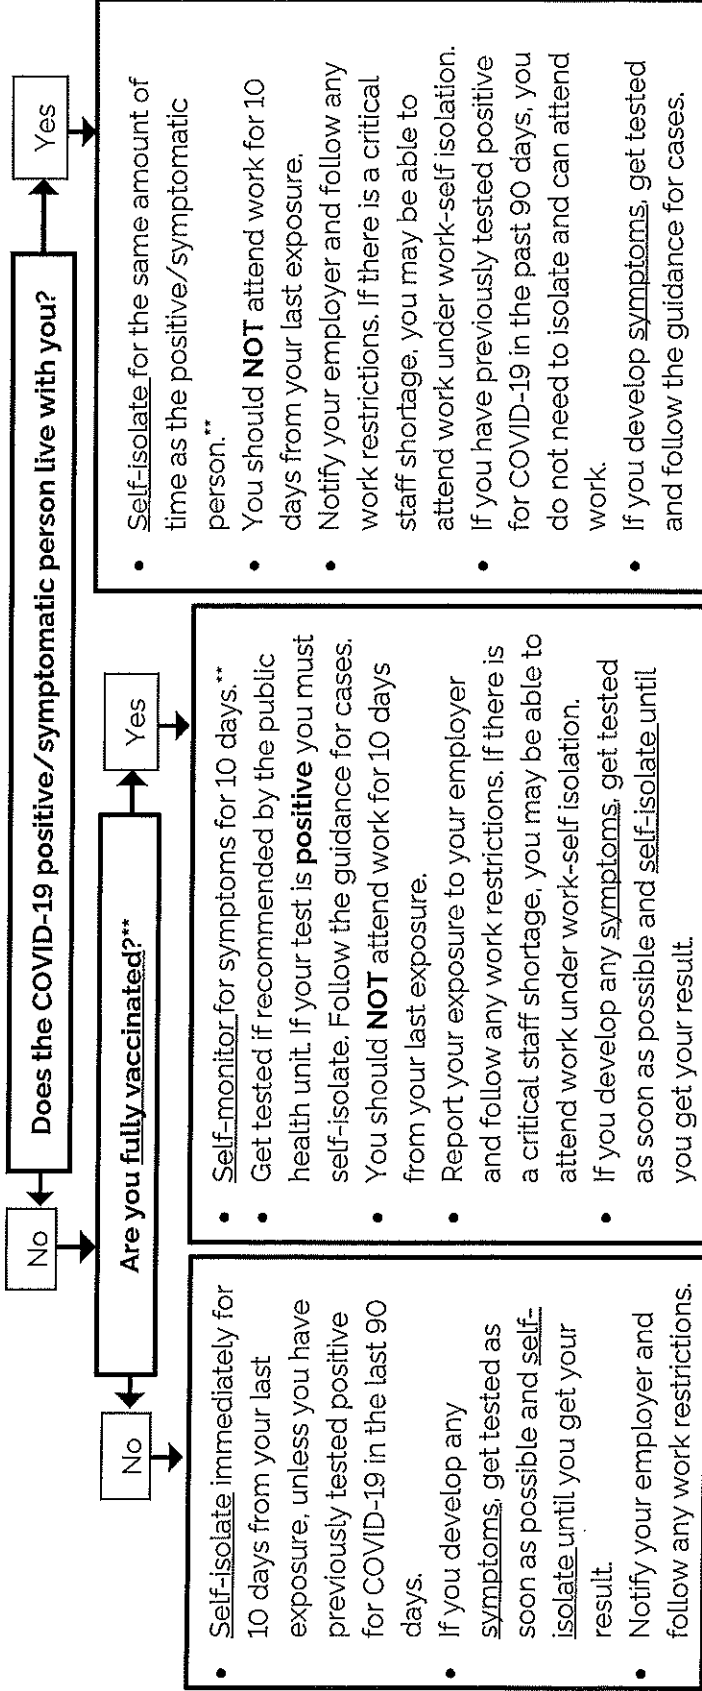 Does the COVID-19 positive/symptomatic person live with you?
No
Yes
Are you fully vaccinated?**
No
Yes
• Self-isolate immediately for
10 days from your last
exposure, unless you have
previously tested positive
for COVID-19 in the last 90
days.
• If you develop any
symptoms, get tested as
soon as possible and self-
isolate until you get your
result.
• Notify your employer and
follow any work restrictions.
• Self-monitor for symptoms for 10 days.**
• Get tested if recommended by the public
health unit. If your test is positive you must
self-isolate. Follow the guidance for cases.
• You should NOT attend work for 10 days
from your last exposure.
• Report your exposure to your employer
and follow any work restrictions. If there is
a critical staff shortage, you may be able to
attend work under work-self isolation.
• If you develop any symptoms, get tested
as soon as possible and self-isolate until
you get your result.
• Self-isolate for the same amount of
time as the positive/symptomatic
person.**
• You should NOT attend work for 10
days from your last exposure.
• Notify your employer and follow any
work restrictions. If there is a critical
staff shortage, you may be able to
attend work under work-self isolation.
• If you have previously tested positive
for COVID-19 in the past 90 days, you
do not need to isolate and can attend
work.
• If you develop symptoms, get tested
and follow the guidance for cases.